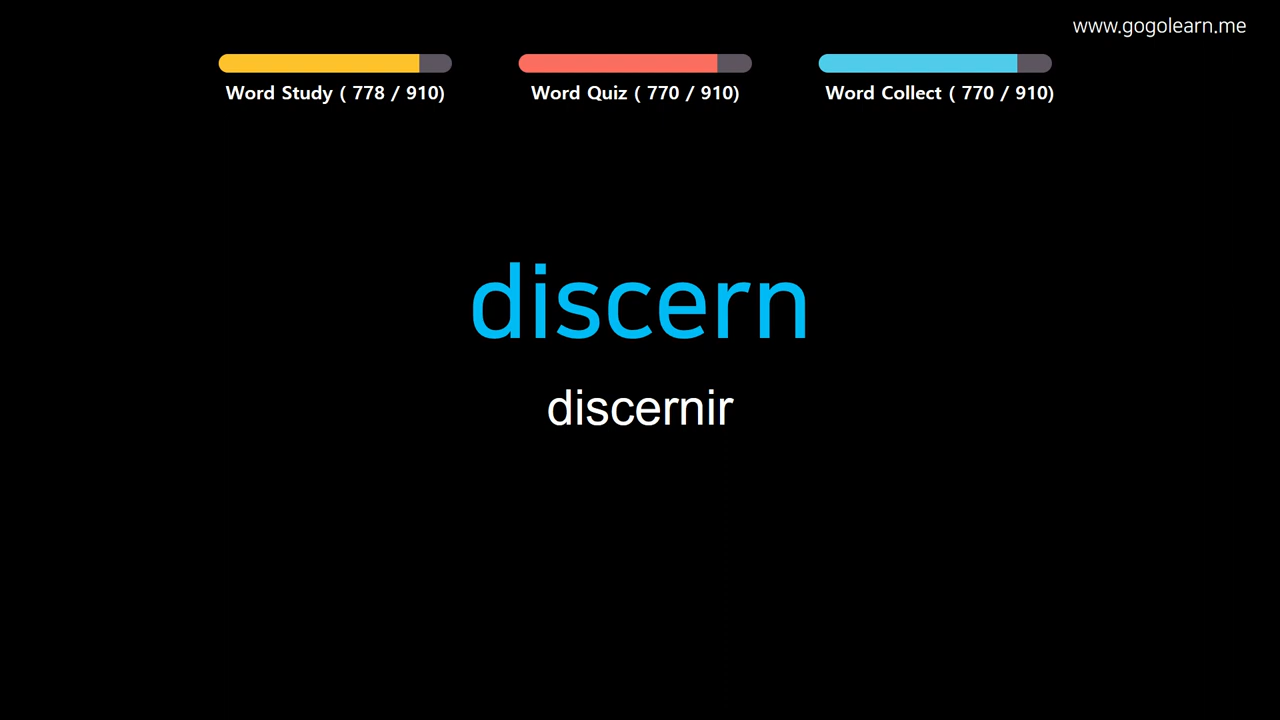 www.gogolearn.me
Word Study ( 778 / 910)
Word Quiz ( 770 / 910)
Word Collect ( 770 / 910)
discern
discernir